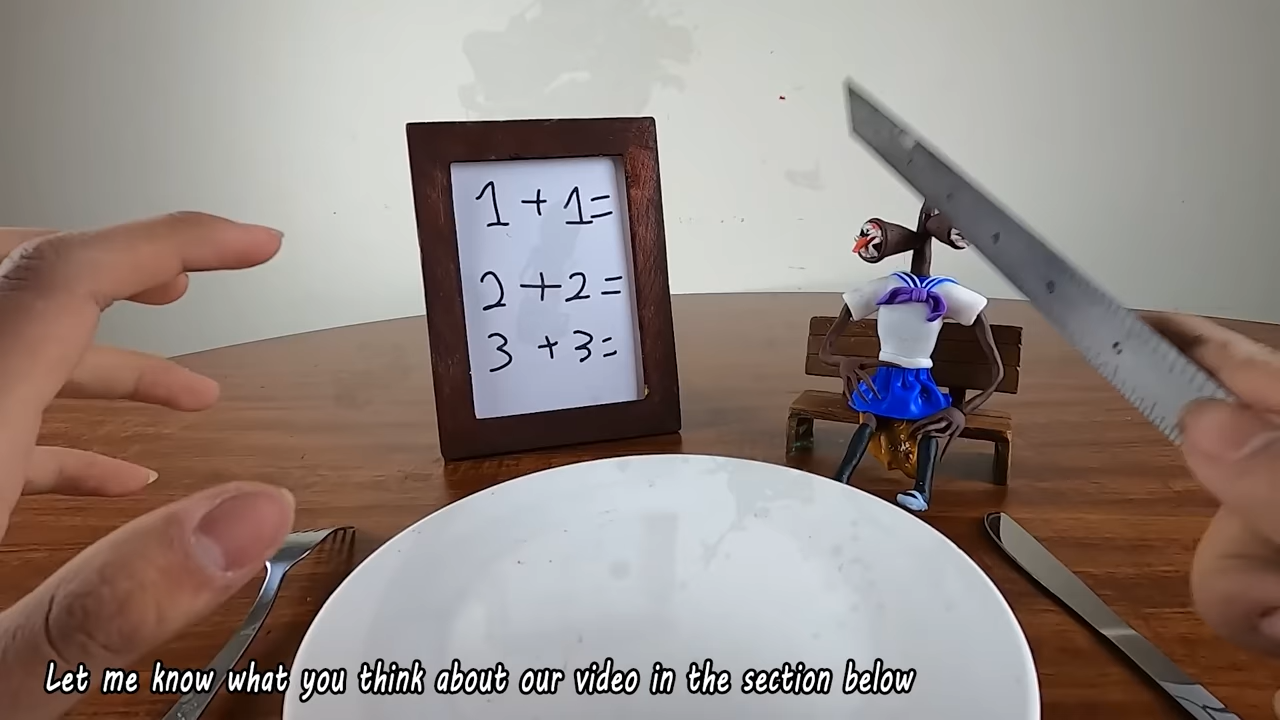 1 + 1 =
2 + 2 =
3 + 3 =
Let me know what you think about our video in the section below